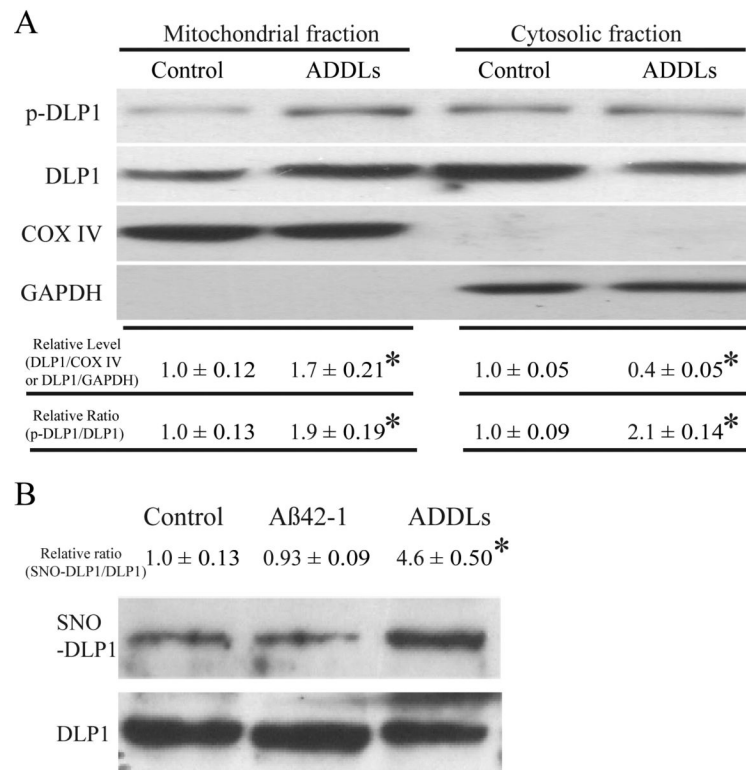 A
Mitochondrial fraction Cytosolic fraction
Control ADDLs Control ADDLs
p-DLP1
DLP1
COX IV
GAPDH
Relative Level
(DLP1/COX IV
or DLP1/GAPDH)
1.0 ± 0.12 1.7 ± 0.21* 1.0 ± 0.05 0.4 ± 0.05*
Relative Ratio
(p-DLP1/DLP1)
1.0 ± 0.13 1.9 ± 0.19* 1.0 ± 0.09 2.1 ± 0.14*
B
Control Aß42-1 ADDLs
Relative ratio
(SNO-DLP1/DLP1)
1.0 ± 0.13 0.93 ± 0.09 4.6 ± 0.50*
SNO
-DLP1
DLP1